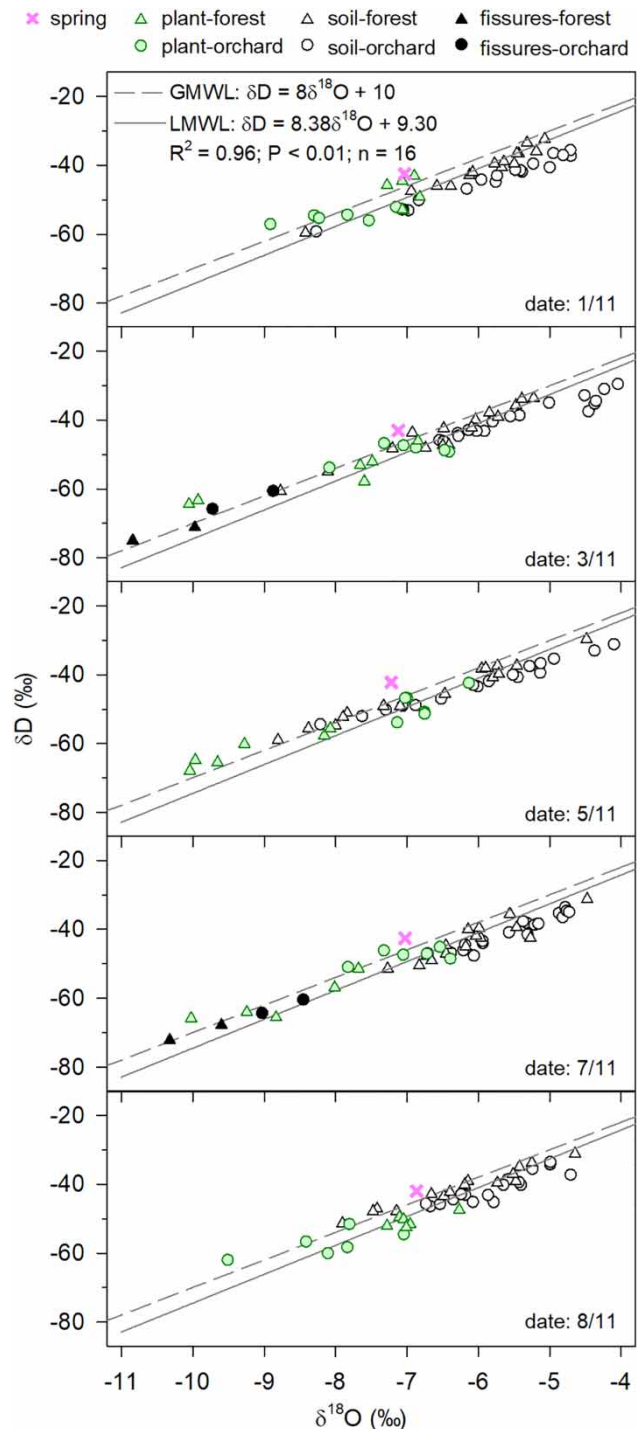 spring plant-forest soil-forest fissures-forest
plant-orchard soil-orchard fissures-orchard
-20
GMWL: δD = 8δ¹⁸O + 10
LMWL: δD = 8.38δ¹⁸O + 9.30
-40
R² = 0.96; P < 0.01; n = 16
-60
-80
date: 1/11
-20
-40
-60
-80
date: 3/11
-20
-40
-60
-80
date: 5/11
-20
-40
-60
-80
date: 7/11
-20
-40
-60
-80
date: 8/11
δD (‰)
-11 -10 -9 -8 -7 -6 -5 -4
δ¹⁸O (‰)